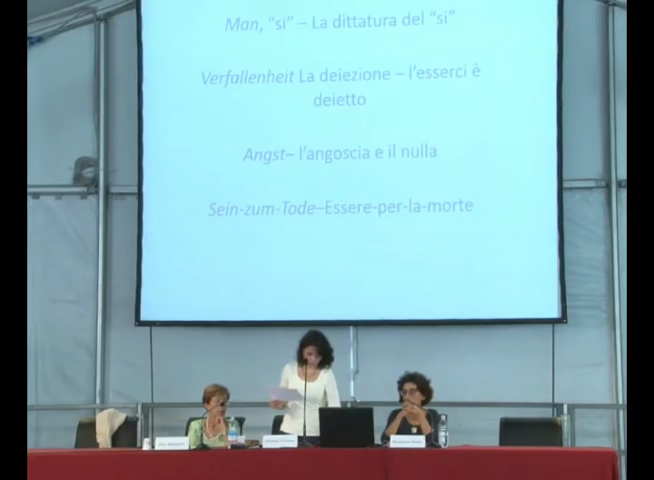 Man, "si" – La dittatura del "si"
Verfallenheit La deiezione – l'esserci è
deietto
Angst– l'angoscia e il nulla
Sein-zum-Tode–Essere-per-la-morte